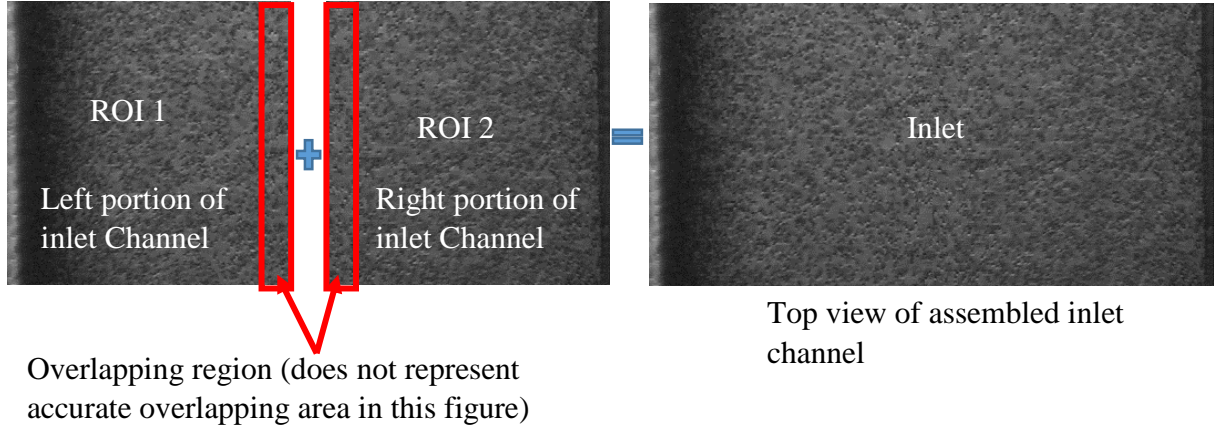 ROI 1
Left portion of
inlet Channel
ROI 2
Right portion of
inlet Channel
Inlet
Top view of assembled inlet
channel
Overlapping region (does not represent
accurate overlapping area in this figure)